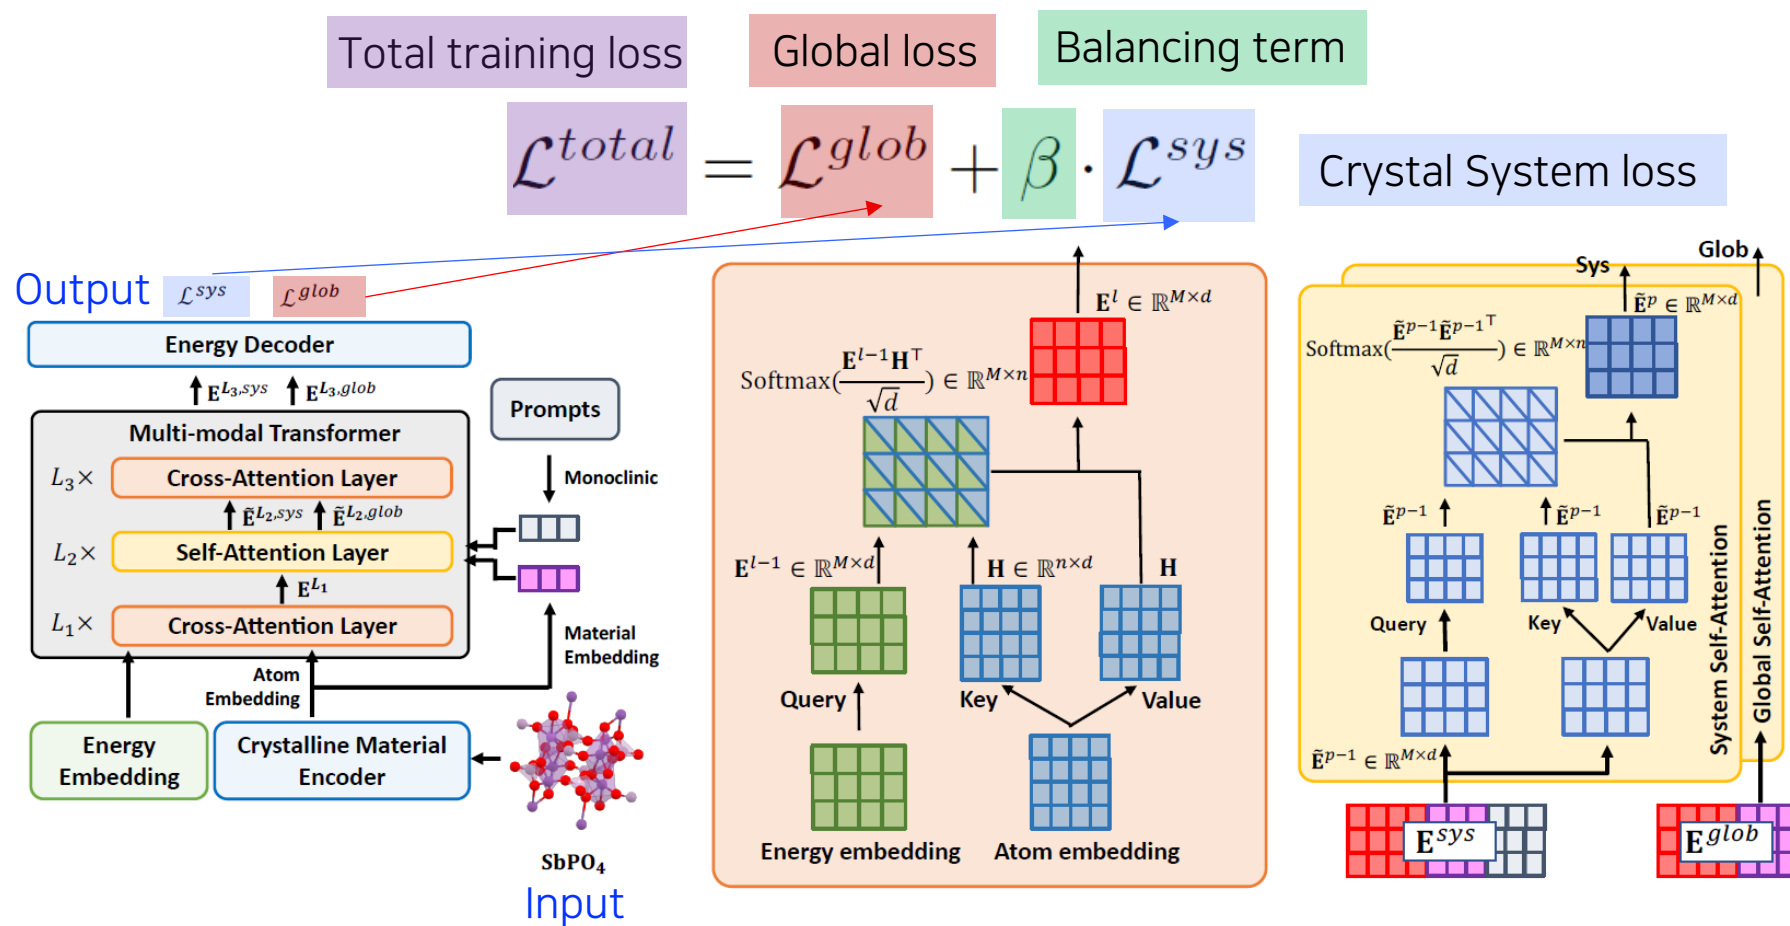 Total training loss
Global loss
Balancing term
ℒ^{total} = ℒ^{glob} + β · ℒ^{sys}
Crystal System loss
Output
ℒ^{sys}
ℒ^{glob}
Energy Decoder
𝐄^{L₃,sys}
𝐄^{L₃,glob}
Multi-modal Transformer
L₃×
Cross-Attention Layer
𝐄̃^{L₂,sys}
𝐄̃^{L₂,glob}
L₂×
Self-Attention Layer
𝐄^{L₁}
L₁×
Cross-Attention Layer
Prompts
Monoclinic
Material
Embedding
Atom
Embedding
Energy
Embedding
Crystalline Material
Encoder
SbPO₄
Input
𝐄^l ∈ ℝ^{M×d}
Softmax(𝐄^{l−1}𝐇^⊤/√d) ∈ ℝ^{M×n}
𝐄^{l−1} ∈ ℝ^{M×d}
𝐇 ∈ ℝ^{n×d}
𝐇
Query
Key
Value
Energy embedding
Atom embedding
Sys
Glob
𝐄̃^p ∈ ℝ^{M×d}
Softmax(𝐄̃^{p−1}𝐄̃^{p−1⊤}/√d) ∈ ℝ^{M×n}
𝐄̃^{p−1}
𝐄̃^{p−1}
𝐄̃^{p−1}
Query
Key
Value
𝐄̃^{p−1} ∈ ℝ^{M×d}
System Self-Attention
Global Self-Attention
𝐄^{sys}
𝐄^{glob}